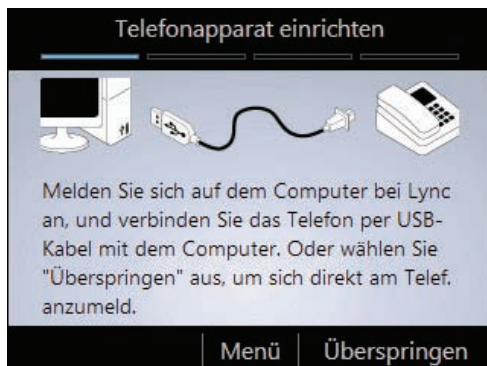 Telefonapparat einrichten
Melden Sie sich auf dem Computer bei Lync
an, und verbinden Sie das Telefon per USB-
Kabel mit dem Computer. Oder wählen Sie
"Überspringen" aus, um sich direkt am Telef.
anzumeld.
Menü Überspringen